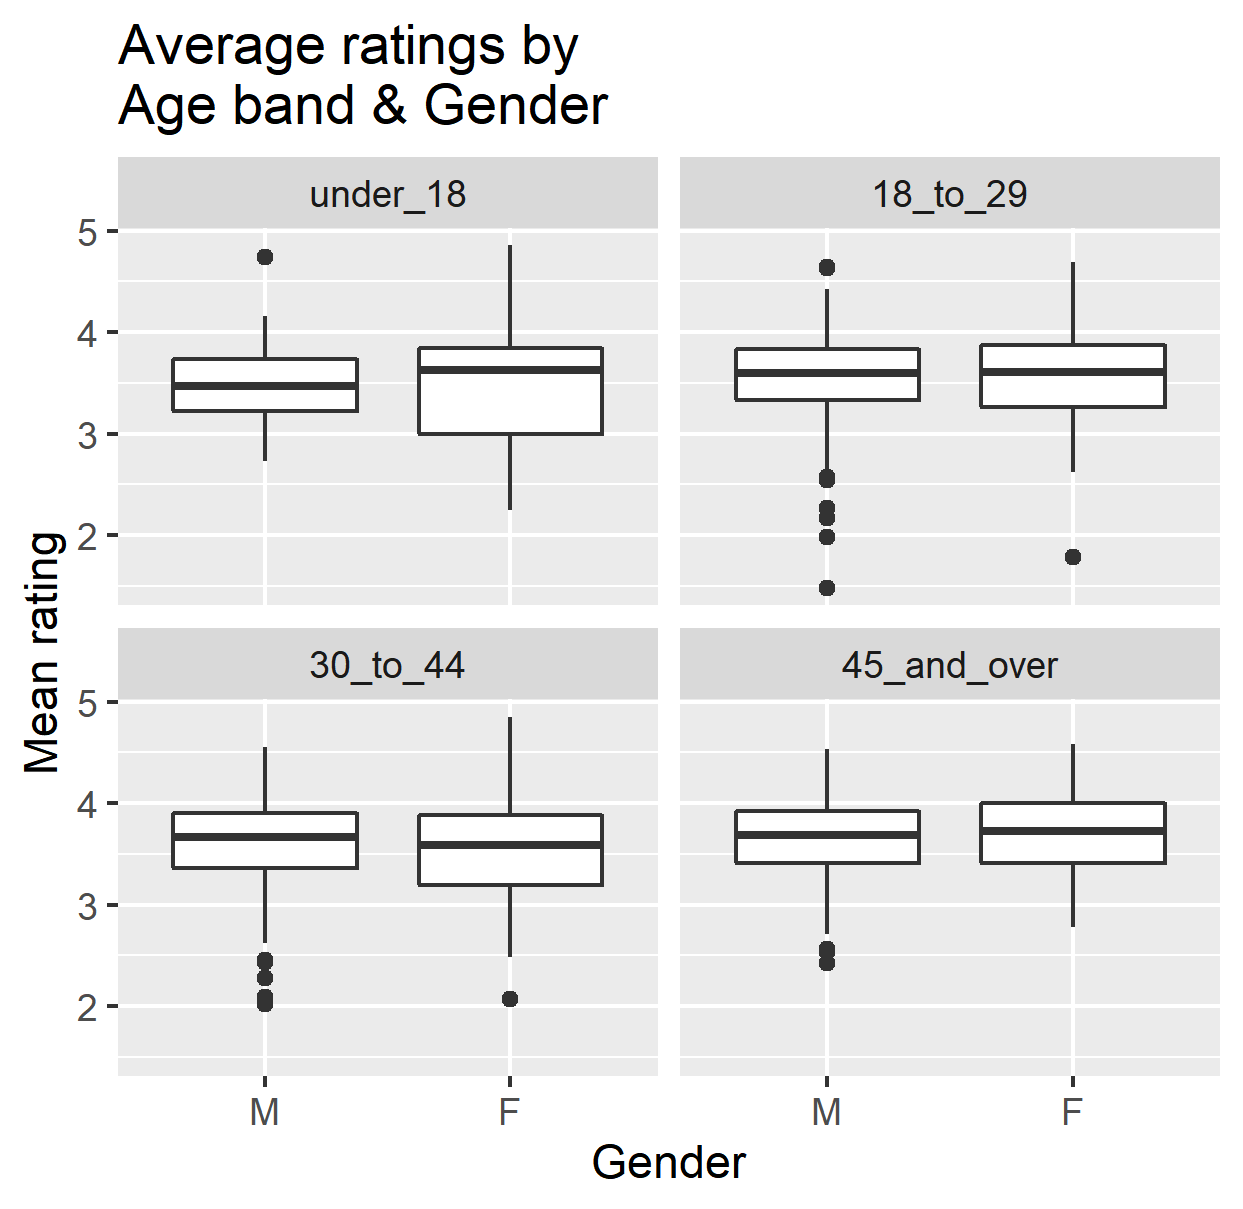 Average ratings by
Age band & Gender
under_18
18_to_29
5
4
3
2
Mean rating
30_to_44
45_and_over
5
4
3
2
M
F
M
F
Gender